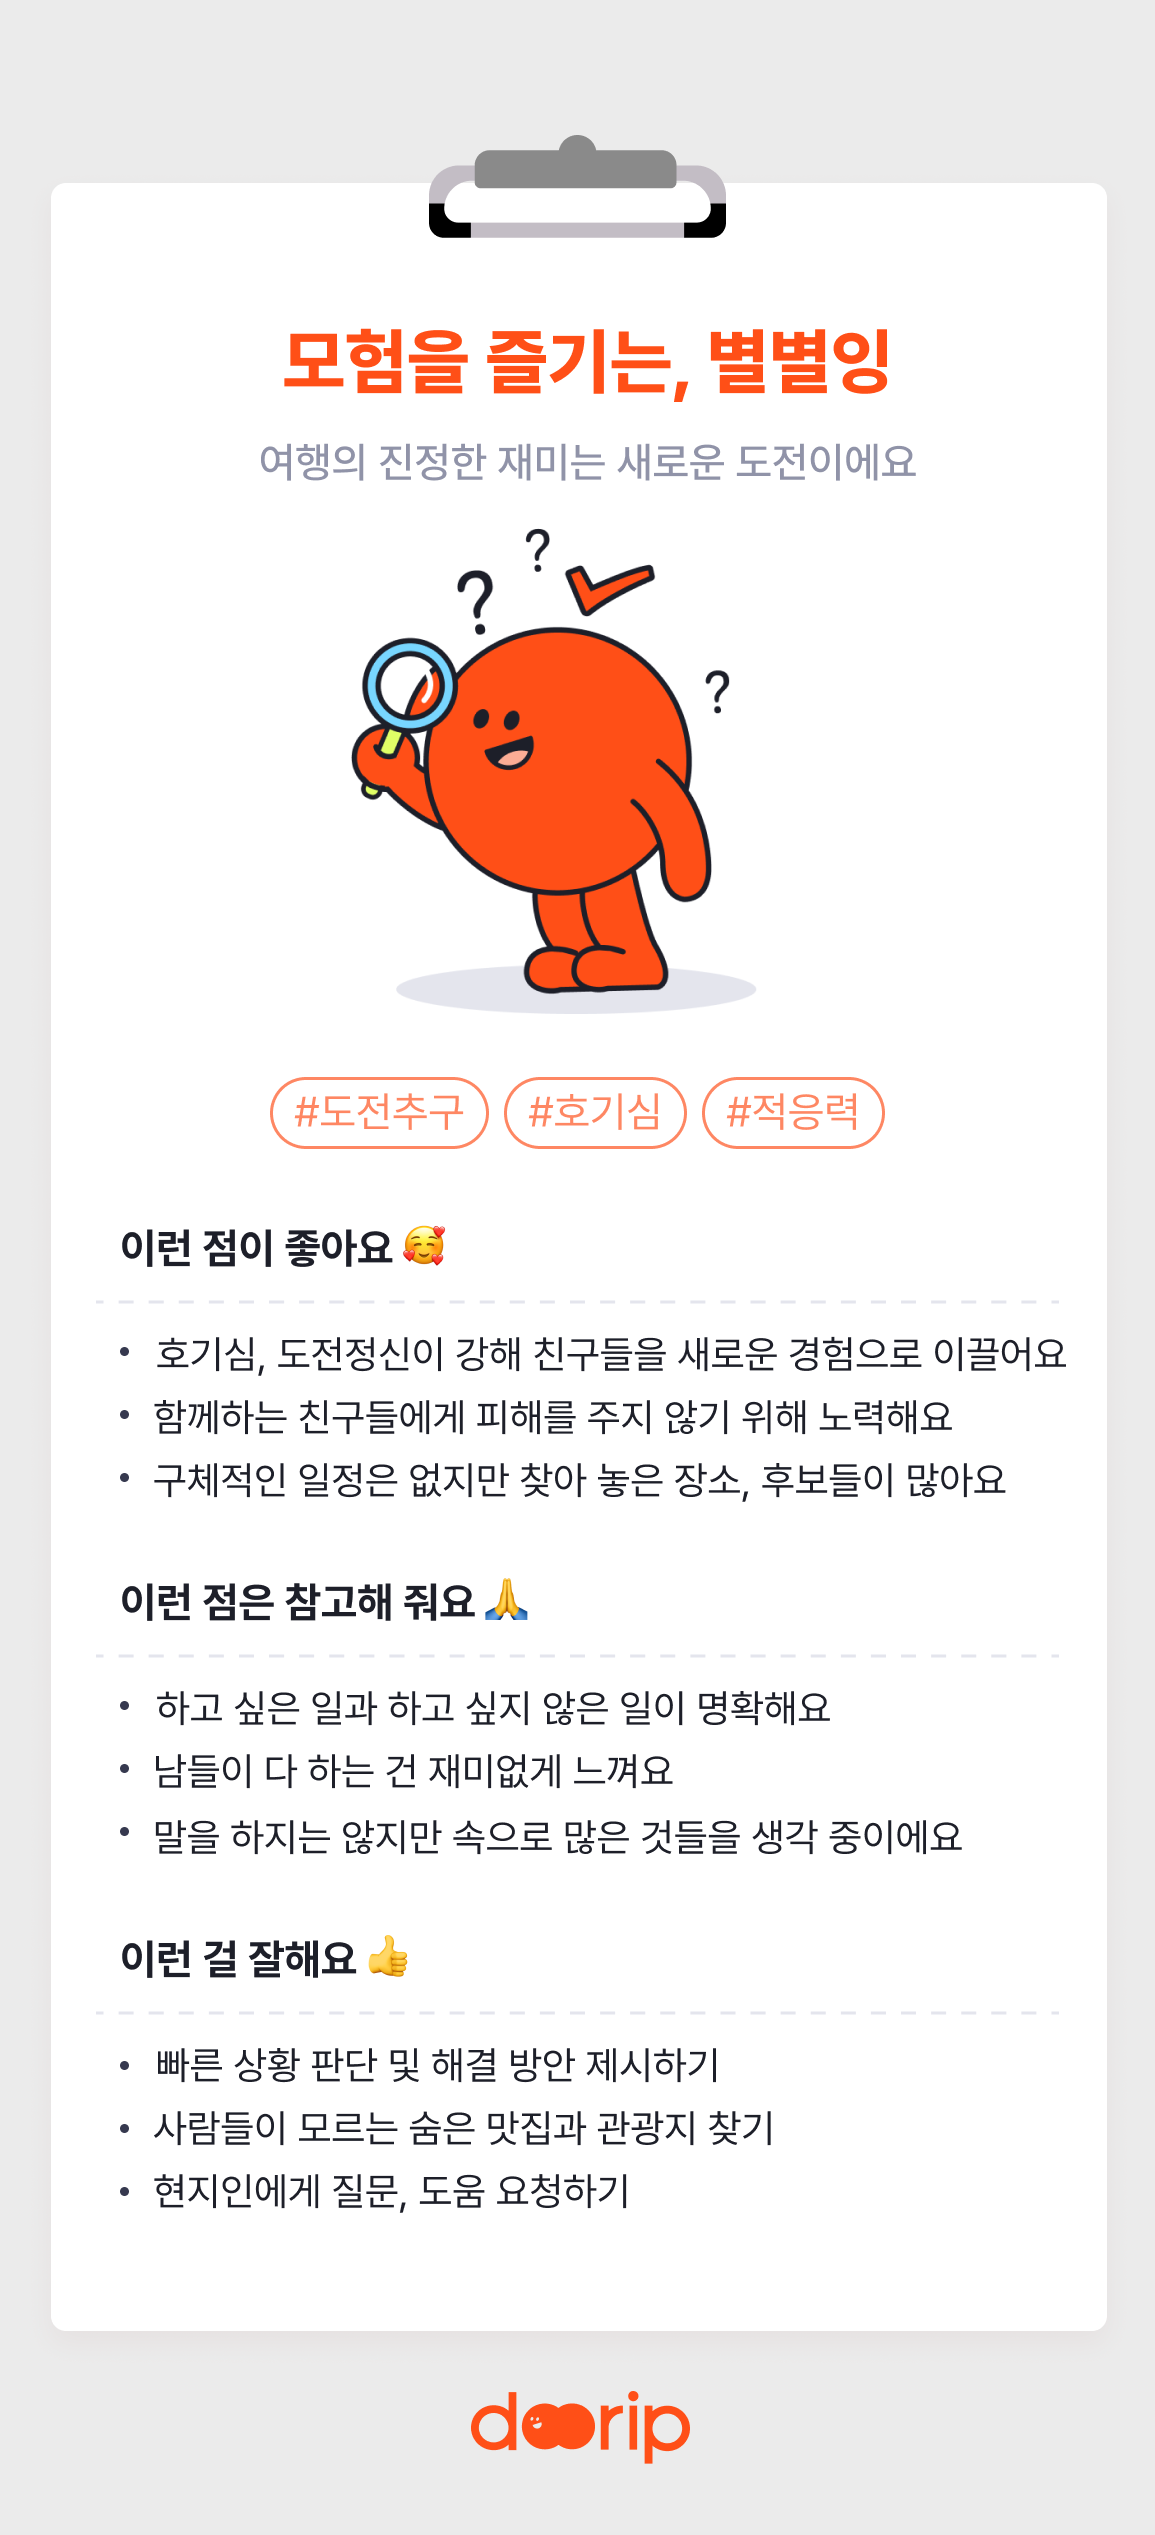 모험을 즐기는, 별별잉
여행의 진정한 재미는 새로운 도전이에요
?
?
?
#도전추구 #호기심 #적응력
이런 점이 좋아요 🥰
• 호기심, 도전정신이 강해 친구들을 새로운 경험으로 이끌어요
• 함께하는 친구들에게 피해를 주지 않기 위해 노력해요
• 구체적인 일정은 없지만 찾아 놓은 장소, 후보들이 많아요
이런 점은 참고해 줘요 🙏
• 하고 싶은 일과 하고 싶지 않은 일이 명확해요
• 남들이 다 하는 건 재미없게 느껴요
• 말을 하지는 않지만 속으로 많은 것들을 생각 중이에요
이런 걸 잘해요 👍
• 빠른 상황 판단 및 해결 방안 제시하기
• 사람들이 모르는 숨은 맛집과 관광지 찾기
• 현지인에게 질문, 도움 요청하기
doorip